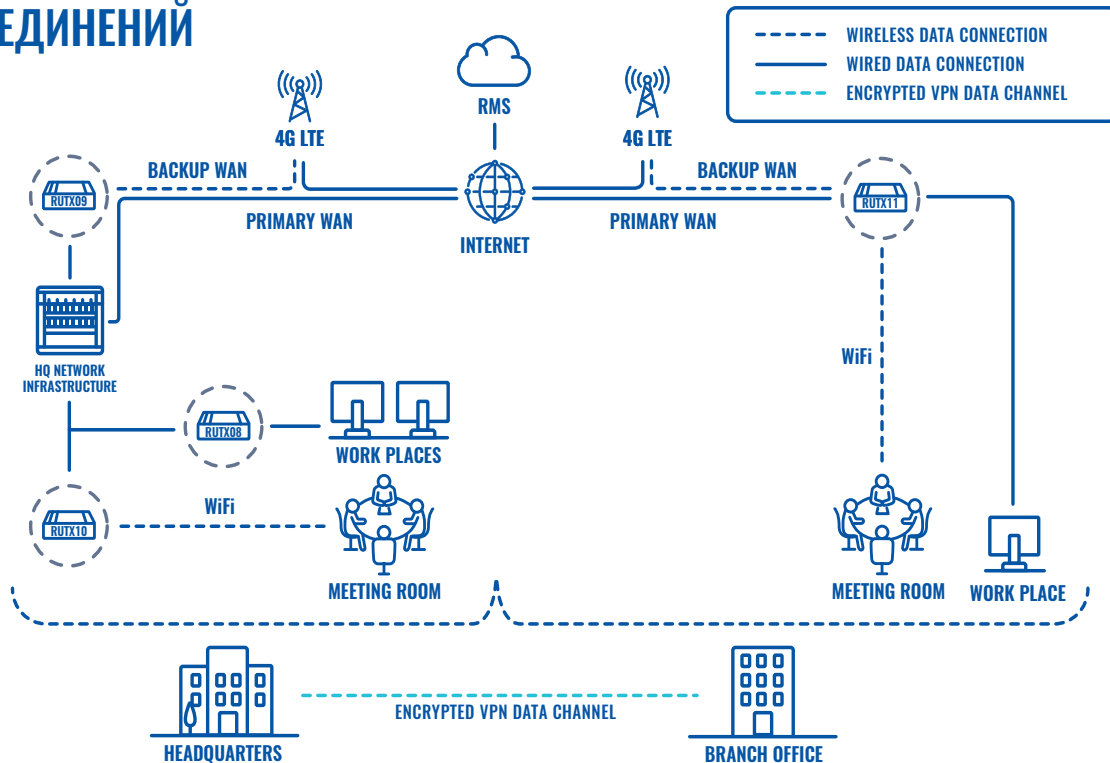 ЕДИНЕНИЙ
WIRELESS DATA CONNECTION
WIRED DATA CONNECTION
ENCRYPTED VPN DATA CHANNEL
RMS
4G LTE
4G LTE
BACKUP WAN
BACKUP WAN
RUTX09
RUTX11
PRIMARY WAN
PRIMARY WAN
INTERNET
WiFi
HQ NETWORK
INFRASTRUCTURE
RUTX08
WORK PLACES
WiFi
RUTX10
MEETING ROOM
MEETING ROOM
WORK PLACE
ENCRYPTED VPN DATA CHANNEL
HEADQUARTERS
BRANCH OFFICE